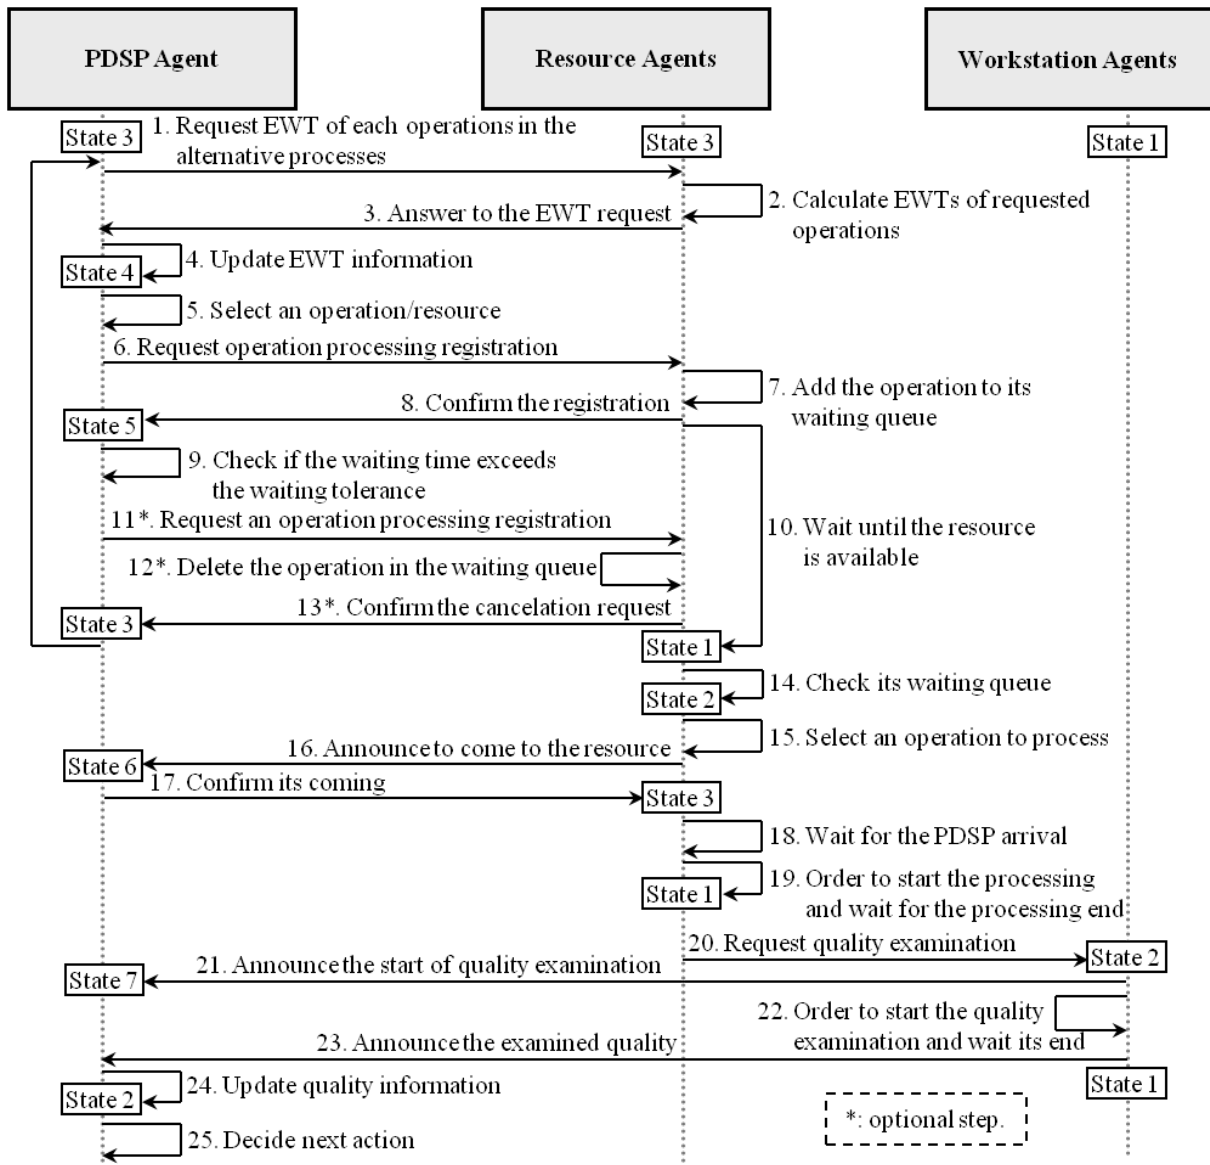 PDSP Agent
Resource Agents
Workstation Agents
State 3
1. Request EWT of each operations in the
alternative processes
State 3
State 1
2. Calculate EWTs of requested
operations
3. Answer to the EWT request
State 4
4. Update EWT information
5. Select an operation/resource
6. Request operation processing registration
7. Add the operation to its
waiting queue
8. Confirm the registration
State 5
9. Check if the waiting time exceeds
the waiting tolerance
11*. Request an operation processing registration
10. Wait until the resource
is available
12*. Delete the operation in the waiting queue
13*. Confirm the cancelation request
State 3
State 1
14. Check its waiting queue
State 2
15. Select an operation to process
16. Announce to come to the resource
State 6
17. Confirm its coming
State 3
18. Wait for the PDSP arrival
19. Order to start the processing
and wait for the processing end
State 1
20. Request quality examination
State 2
21. Announce the start of quality examination
State 7
22. Order to start the quality
examination and wait its end
23. Announce the examined quality
State 1
24. Update quality information
State 2
*: optional step.
25. Decide next action